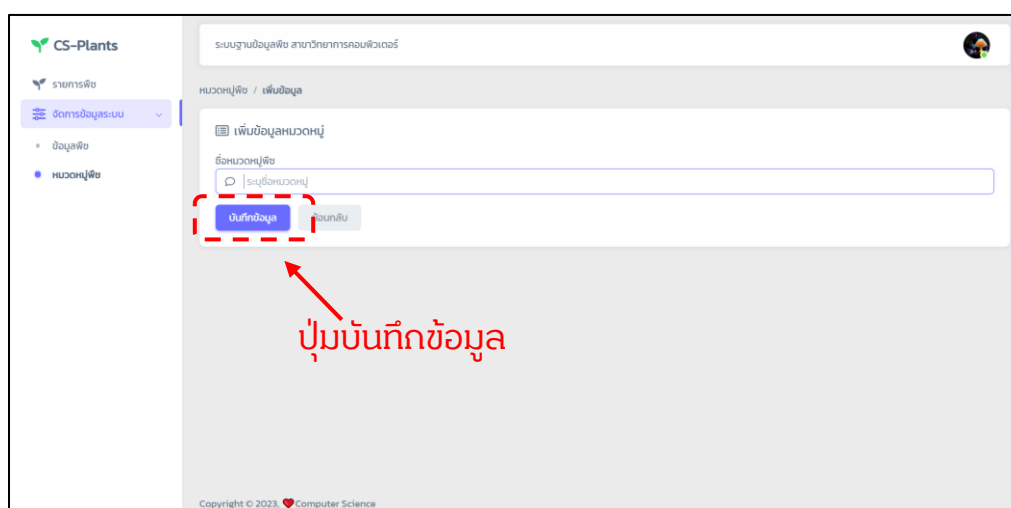 CS-Plants
ระบบฐานข้อมูลพืช สาขาวิทยาการคอมพิวเตอร์
รายการพืช
จัดการข้อมูลระบบ
ข้อมูลพืช
หมวดหมู่พืช
หมวดหมู่พืช / เพิ่มข้อมูล
เพิ่มข้อมูลหมวดหมู่
ชื่อหมวดหมู่พืช
ระบุชื่อหมวดหมู่
บันทึกข้อมูล
ย้อนกลับ
ปุ่มบันทึกข้อมูล
Copyright © 2023, ❤Computer Science